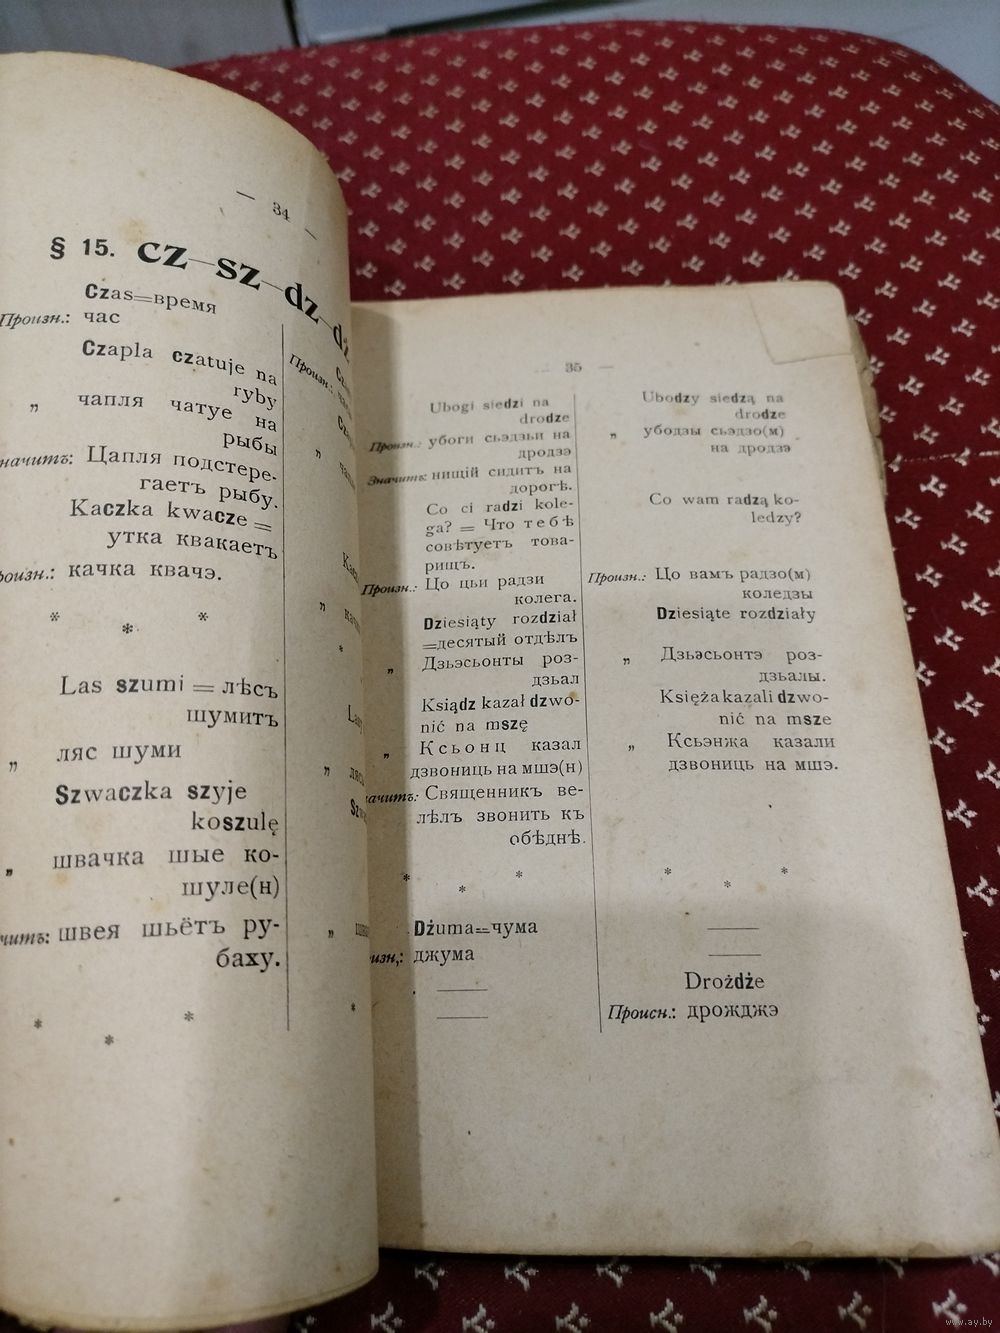 — 34 —
§ 15. cz—sz—dz—dż
Czas=время
Произн.: час
Czapla czatuje na
ryby
„ чапля чатуе на
рыбы
Значитъ: Цапля подстере-
гаетъ рыбу.
Kaczka kwacze =
утка квакаетъ
Произн.: качка квачэ.
* * *
Las szumi = лѣсъ
шумитъ
„ ляс шуми
Szwaczka szyje
koszulę
„ швачка шые ко-
шуле(н)
Значитъ: швея шьётъ ру-
баху.
* * *
Произн.:
„
„
*
„
„
*
— 35 —
Ubogi siedzi na
drodze
Произн.: убоги сьэдзьи на
дродзэ
Значитъ: нищій сидитъ на
дорогѣ.
Co ci radzi kole-
ga? = Что тебѣ
совѣтуетъ това-
рищъ.
Произн.: Цо цьи радзи
колега.
Dziesiąty rozdział
=десятый отдѣлъ
„ Дзьэсьонты роз-
дзьал
Ksiądz kazał dzwo-
nić na mszę
„ Ксьонц казал
дзвониць на мшэ(н)
Значитъ: Священникъ ве-
лѣлъ звонить къ
обѣднѣ.
* * *
Dżuma=чума
Произн,: джума
Ubodzy siedzą na
drodze
„ убодзы сьэдзо(м)
на дродзэ
Co wam radzą ko-
ledzy?
Произн.: Цо вамъ радзо(м)
коледзы
Dziesiąte rozdziały
„ Дзьэсьонтэ роз-
дзьалы.
Księża kazali dzwo-
nić na msze
„ Ксьэнжа казали
дзвониць на мшэ.
* * *
Drożdże
Происн.: дрожджэ
www.ay.by